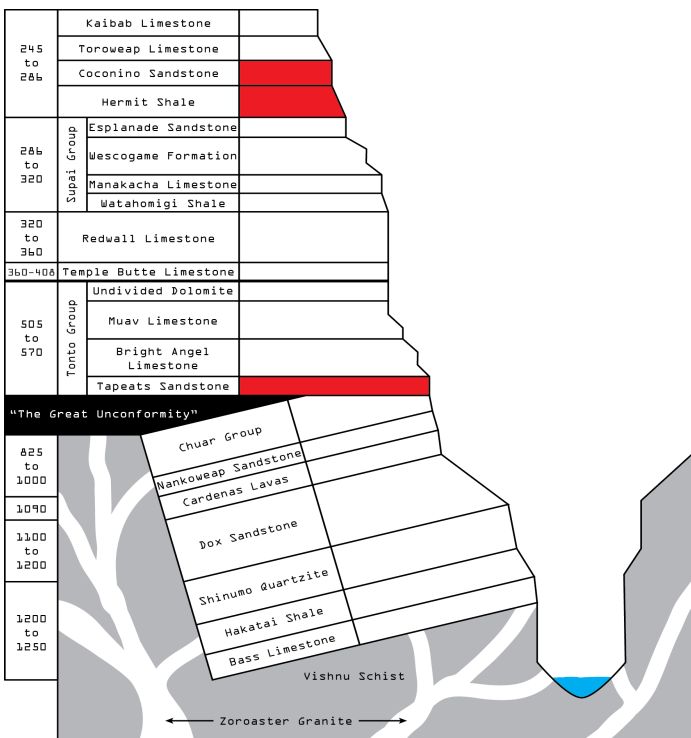 Kaibab Limestone
245
to
286
Toroweap Limestone
Coconino Sandstone
Hermit Shale
286
to
320
Supai Group
Esplanade Sandstone
Wescogame Formation
Manakacha Limestone
Watahomigi Shale
320
to
360
Redwall Limestone
360-408
Temple Butte Limestone
505
to
570
Tonto Group
Undivided Dolomite
Muav Limestone
Bright Angel
Limestone
Tapeats Sandstone
“The Great Unconformity”
825
to
1000
Chuar Group
Nankoweap Sandstone
Cardenas Lavas
1090
1100
to
1200
Dox Sandstone
Shinumo Quartzite
1200
to
1250
Hakatai Shale
Bass Limestone
Vishnu Schist
Zoroaster Granite